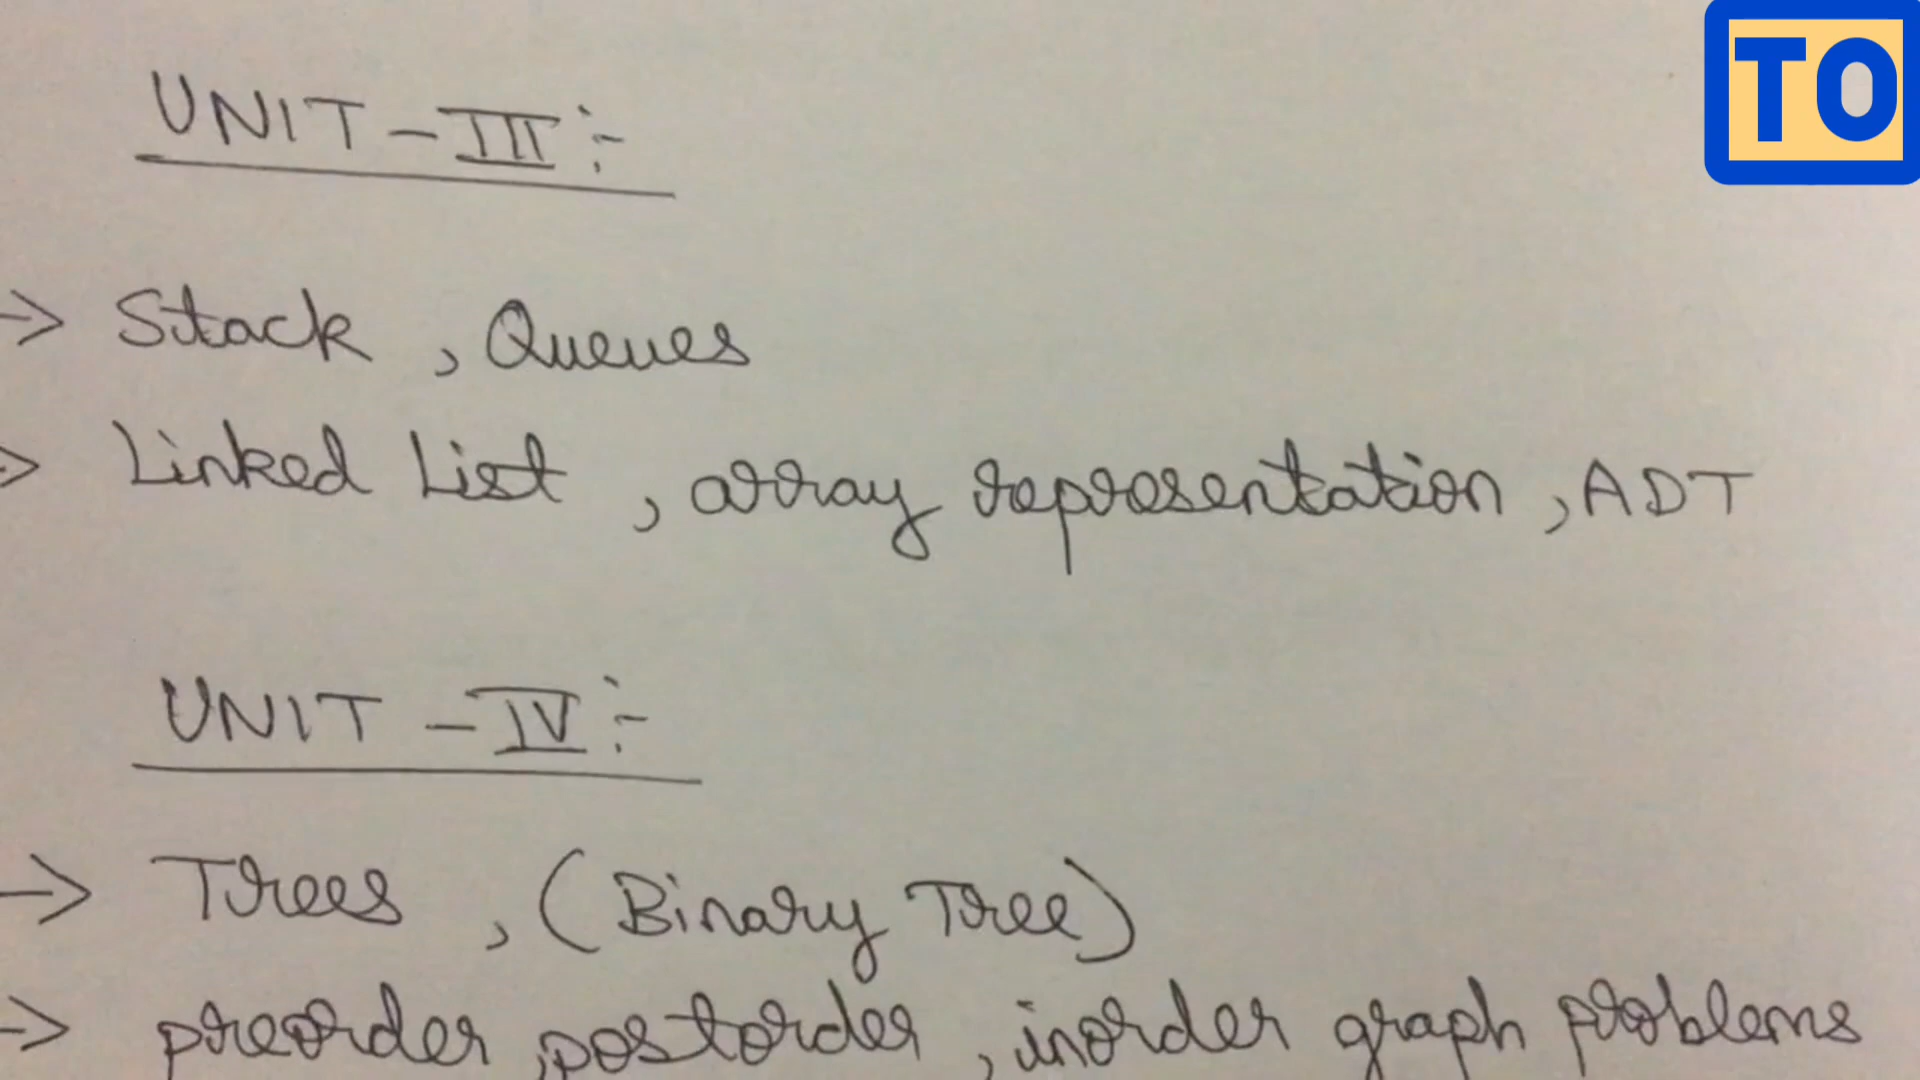 TO
UNIT - III :-
→ Stack , Queues
→ Linked List , array representation , ADT
UNIT - IV :-
→ Trees , (Binary Tree)
→ preorder , postorder , inorder graph problems